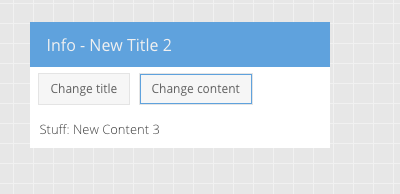 Info - New Title 2
Change title Change content
Stuff: New Content 3